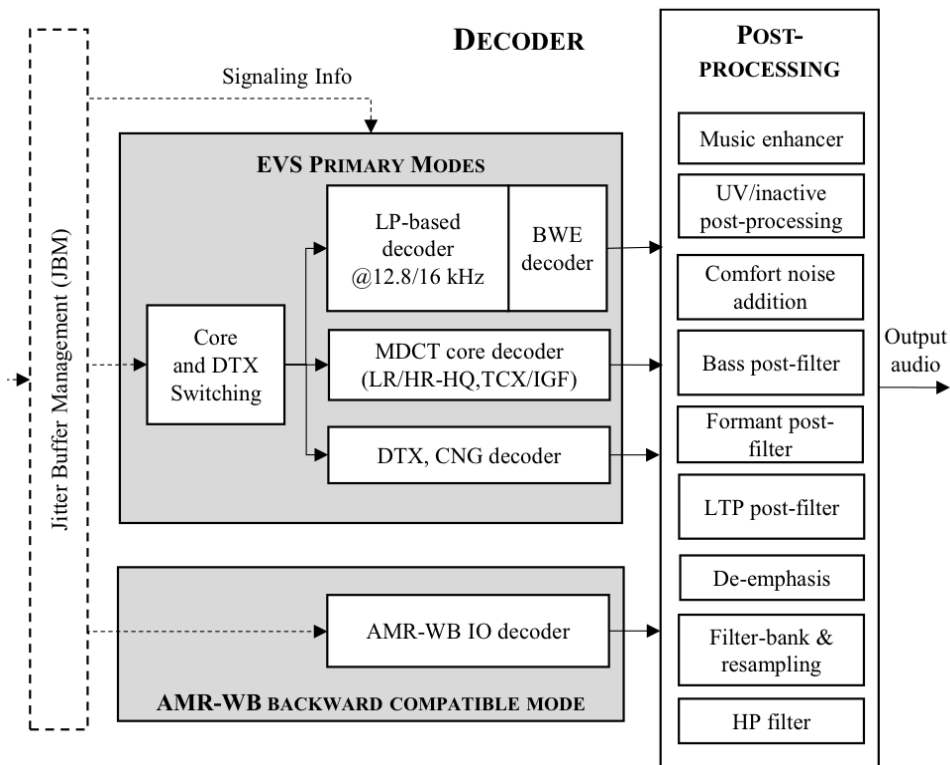 DECODER
POST-
PROCESSING
Signaling Info
Jitter Buffer Management (JBM)
EVS PRIMARY MODES
LP-based
decoder
@12.8/16 kHz
BWE
decoder
Core
and DTX
Switching
MDCT core decoder
(LR/HR-HQ,TCX/IGF)
DTX, CNG decoder
AMR-WB IO decoder
AMR-WB BACKWARD COMPATIBLE MODE
Music enhancer
UV/inactive
post-processing
Comfort noise
addition
Bass post-filter
Formant post-
filter
LTP post-filter
De-emphasis
Filter-bank &
resampling
HP filter
Output
audio